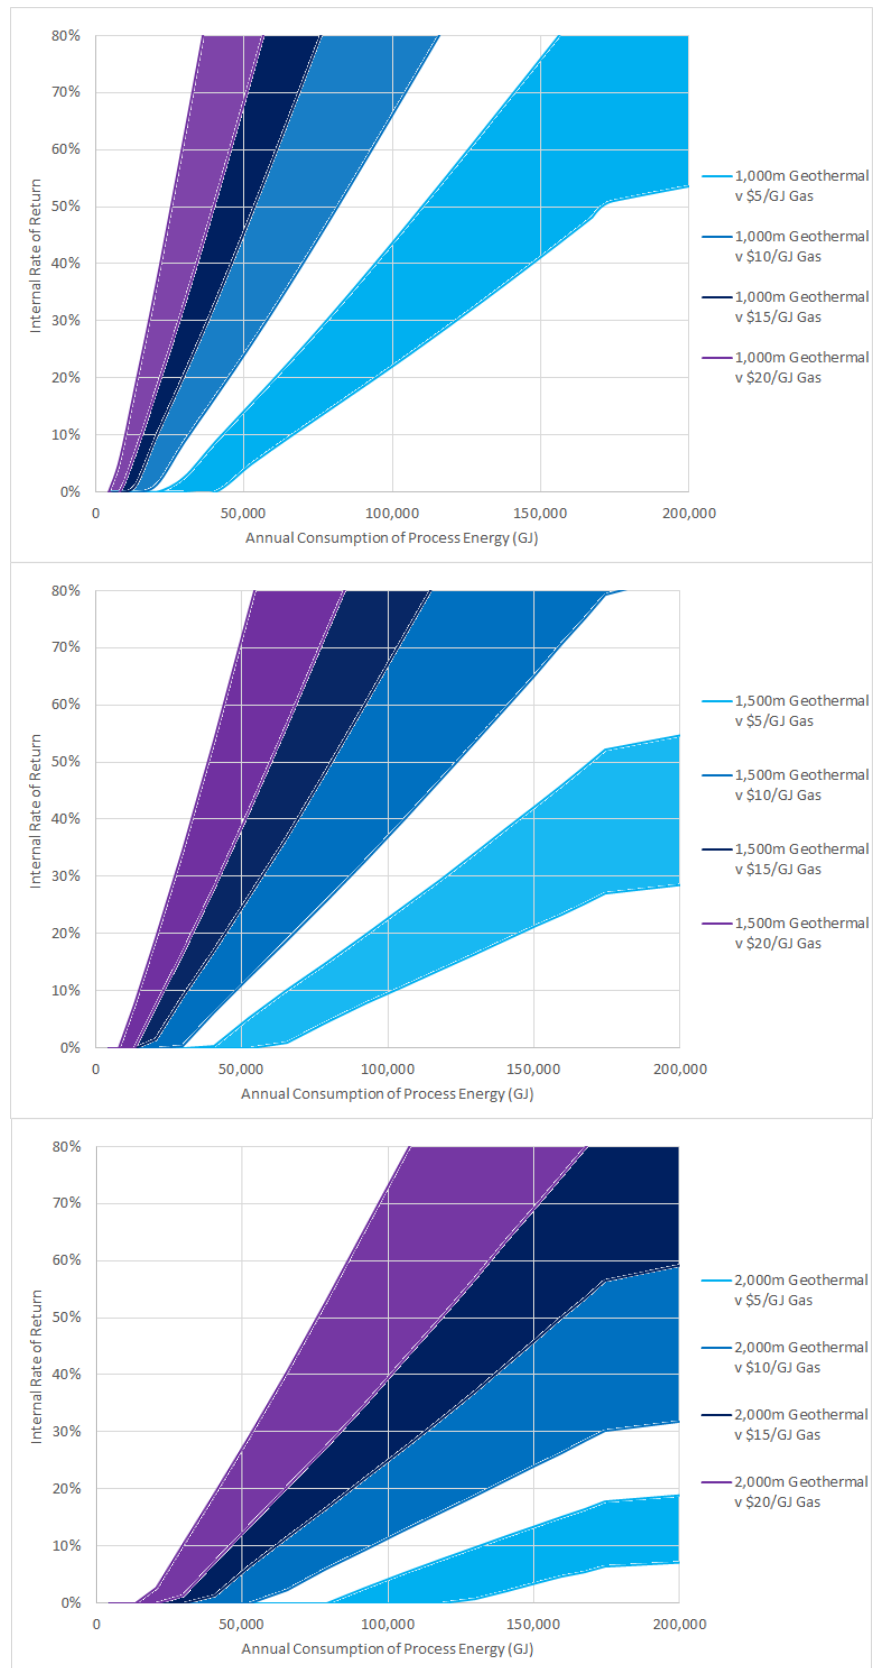 80%
70%
60%
50%
40%
30%
20%
10%
0%
Internal Rate of Return
0
50,000
100,000
150,000
200,000
Annual Consumption of Process Energy (GJ)
1,000m Geothermal
v $5/GJ Gas
1,000m Geothermal
v $10/GJ Gas
1,000m Geothermal
v $15/GJ Gas
1,000m Geothermal
v $20/GJ Gas
80%
70%
60%
50%
40%
30%
20%
10%
0%
Internal Rate of Return
0
50,000
100,000
150,000
200,000
Annual Consumption of Process Energy (GJ)
1,500m Geothermal
v $5/GJ Gas
1,500m Geothermal
v $10/GJ Gas
1,500m Geothermal
v $15/GJ Gas
1,500m Geothermal
v $20/GJ Gas
80%
70%
60%
50%
40%
30%
20%
10%
0%
Internal Rate of Return
0
50,000
100,000
150,000
200,000
Annual Consumption of Process Energy (GJ)
2,000m Geothermal
v $5/GJ Gas
2,000m Geothermal
v $10/GJ Gas
2,000m Geothermal
v $15/GJ Gas
2,000m Geothermal
v $20/GJ Gas